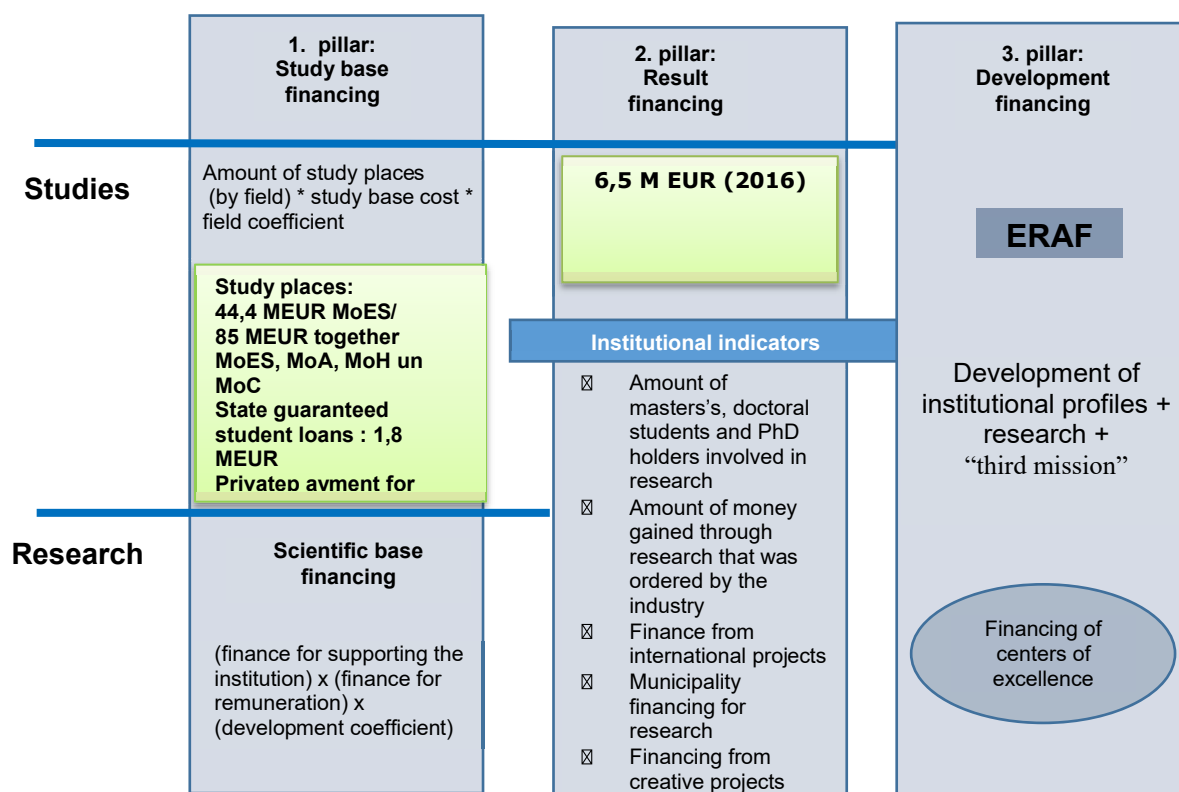 1. pillar:
Study base
financing
2. pillar:
Result
financing
3. pillar:
Development
financing
Studies
Amount of study places
(by field) * study base cost *
field coefficient
6,5 M EUR (2016)
ERAF
Study places:
44,4 MEUR MoES/
85 MEUR together
MoES, MoA, MoH un
MoC
State guaranteed
student loans : 1,8
MEUR
Privatep ayment for
Institutional indicators
Amount of
masters's, doctoral
students and PhD
holders involved in
research
Amount of money
gained through
research that was
ordered by the
industry
Finance from
international projects
Municipality
financing for
research
Financing from
creative projects
Development of
institutional profiles +
research +
“third mission”
Research
Scientific base
financing
(finance for supporting the
institution) x (finance for
remuneration) x
(development coefficient)
Financing of
centers of
excellence